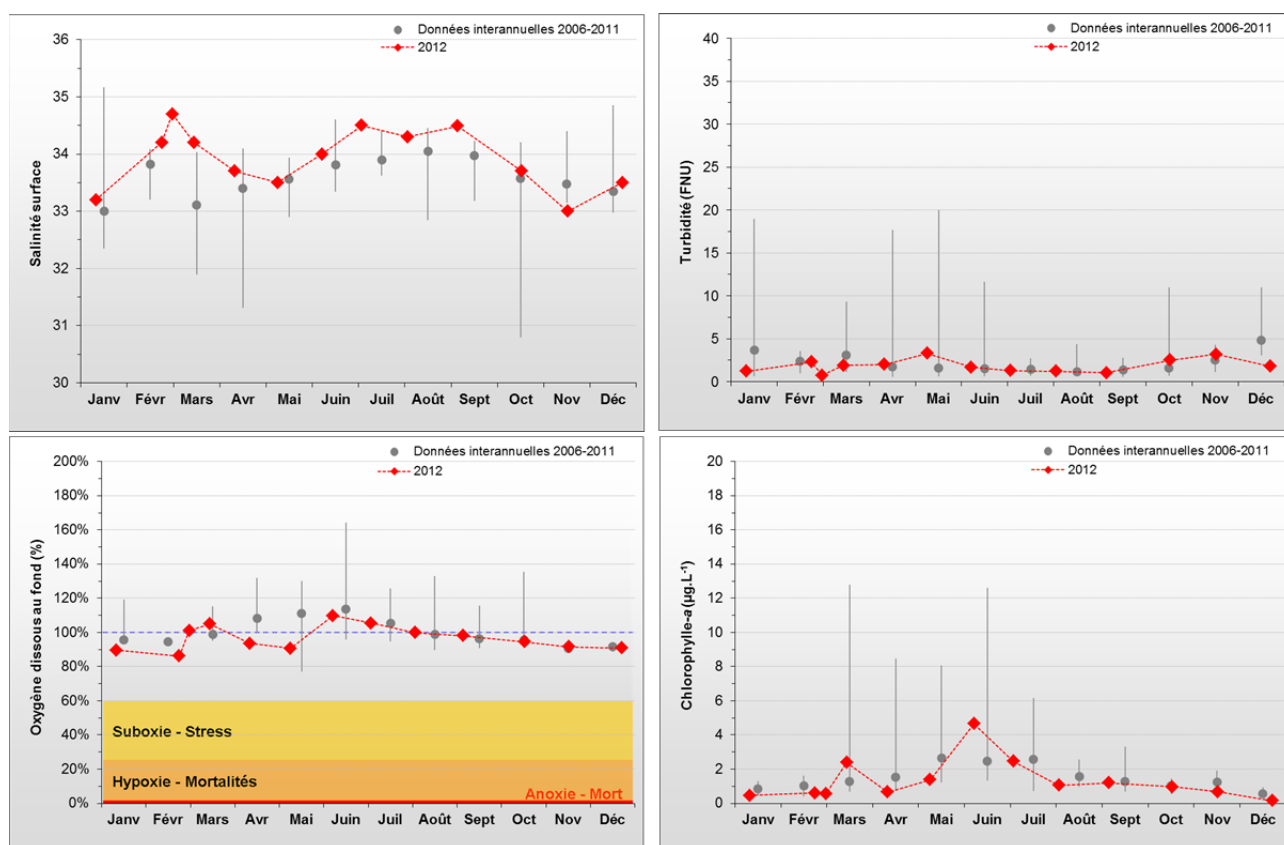 Données interannuelles 2006-2011
2012
Salinité surface
36
35
34
33
32
31
30
Janv Févr Mars Avr Mai Juin Juil Août Sept Oct Nov Déc
Données interannuelles 2006-2011
2012
Turbidité (FNU)
40
35
30
25
20
15
10
5
0
Janv Févr Mars Avr Mai Juin Juil Août Sept Oct Nov Déc
Données interannuelles 2006-2011
2012
Oxygène dissous au fond (%)
200%
180%
160%
140%
120%
100%
80%
60%
40%
20%
0%
Suboxie - Stress
Hypoxie - Mortalités
Anoxie - Mort
Janv Févr Mars Avr Mai Juin Juil Août Sept Oct Nov Déc
Données interannuelles 2006-2011
2012
Chlorophylle-a (µg.L-1)
20
18
16
14
12
10
8
6
4
2
0
Janv Févr Mars Avr Mai Juin Juil Août Sept Oct Nov Déc